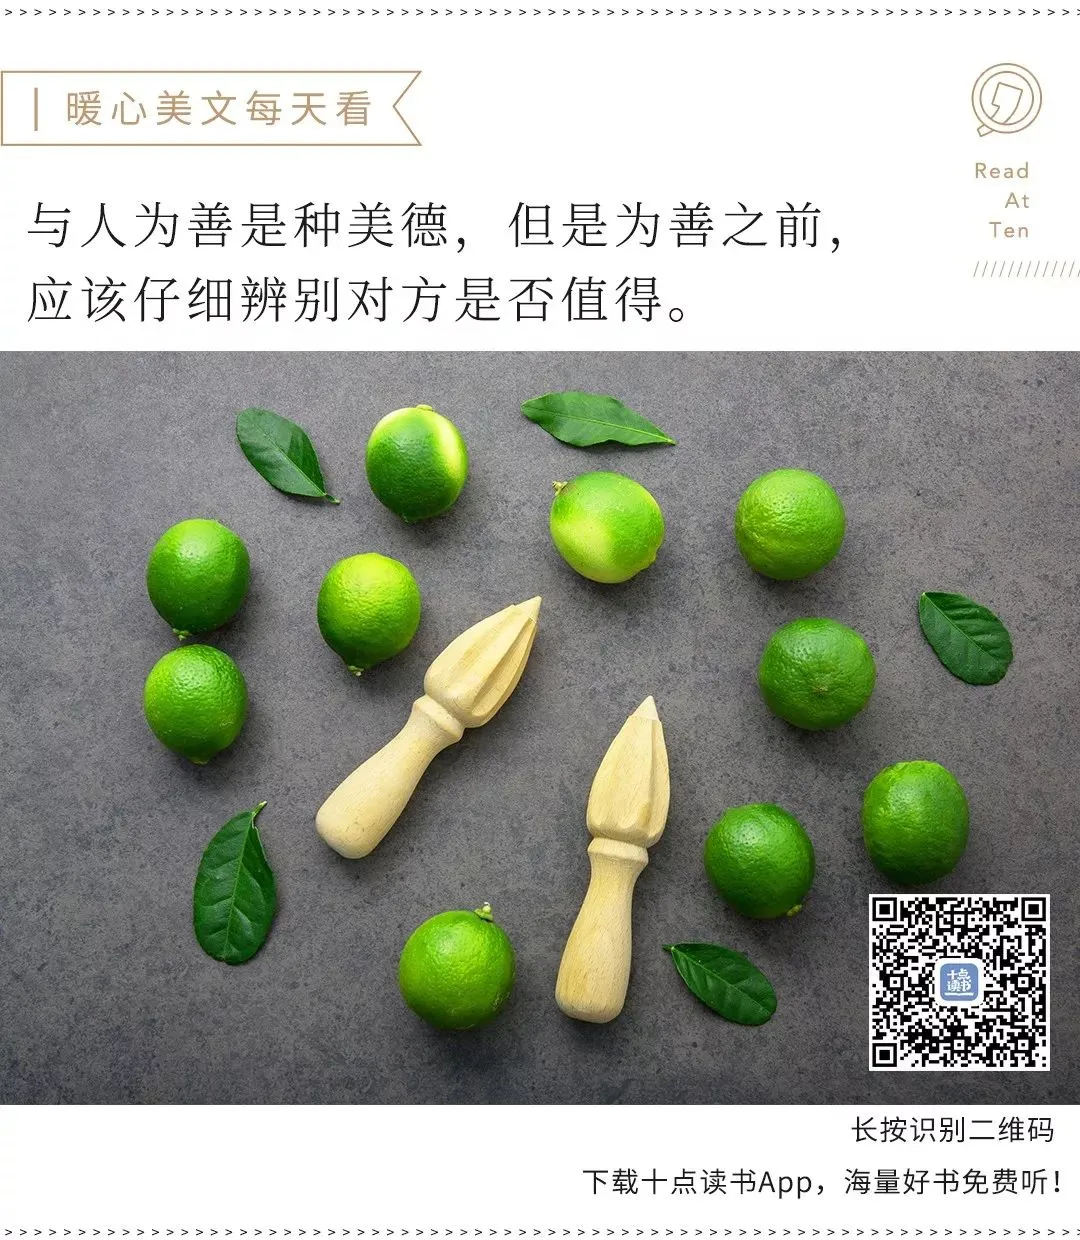 暖心美文每天看
Read
At
Ten
与人为善是种美德，但是为善之前，
应该仔细辨别对方是否值得。
十点
读书
长按识别二维码
下载十点读书App，海量好书免费听！